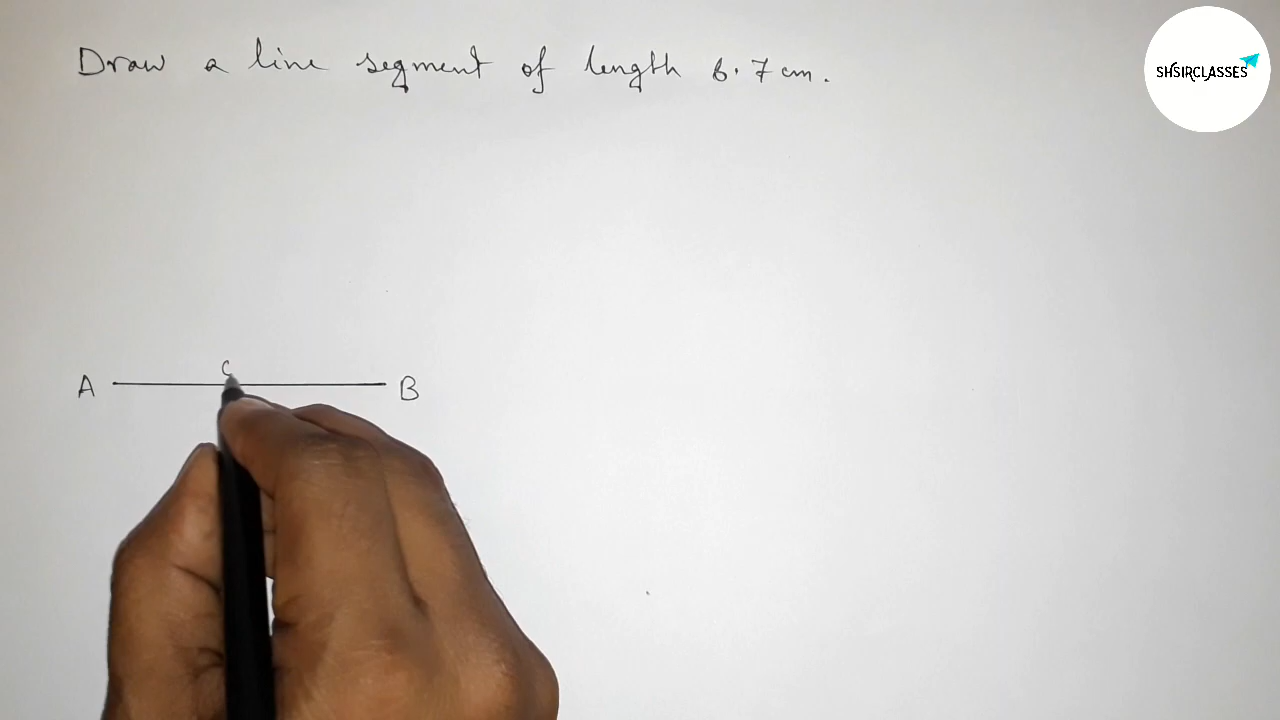 Draw a line segment of length 6.7 cm.
SHSIRCLASSES
C
A B